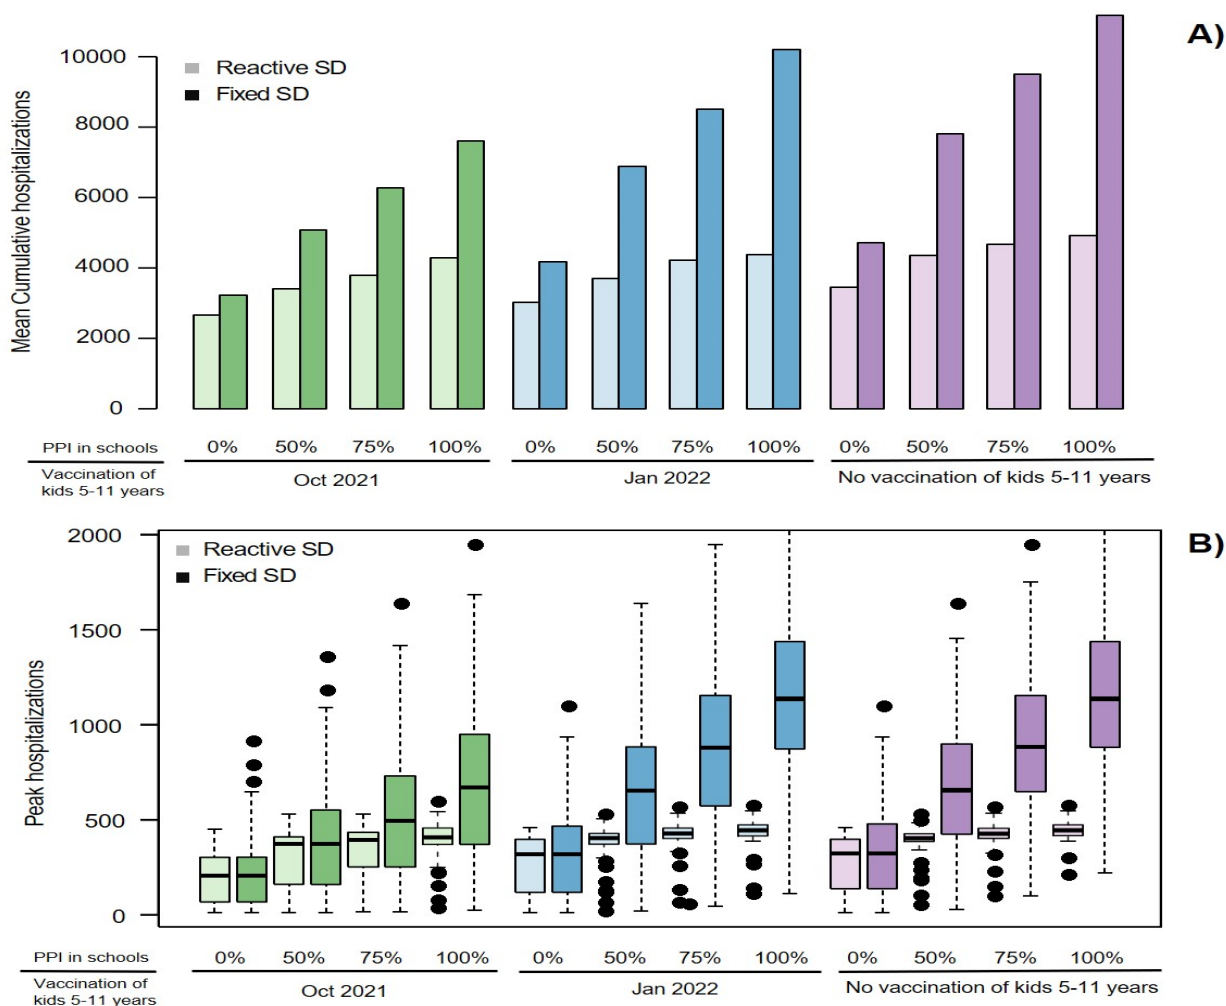 A)
10000
8000
6000
4000
2000
0
Mean Cumulative hospitalizations
Reactive SD
Fixed SD
PPI in schools 0% 50% 75% 100% 0% 50% 75% 100% 0% 50% 75% 100%
Vaccination of
kids 5-11 years
Oct 2021 Jan 2022 No vaccination of kids 5-11 years
B)
2000
1500
1000
500
0
Peak hospitalizations
Reactive SD
Fixed SD
PPI in schools 0% 50% 75% 100% 0% 50% 75% 100% 0% 50% 75% 100%
Vaccination of
kids 5-11 years
Oct 2021 Jan 2022 No vaccination of kids 5-11 years